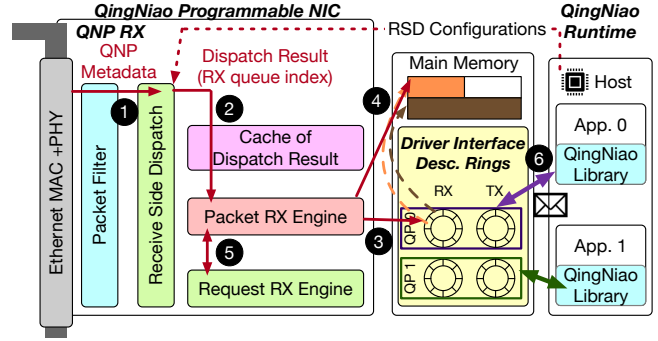 QingNiao Programmable NIC
QNP RX
RSD Configurations
QingNiao
Runtime
QNP
Metadata
Dispatch Result
(RX queue index)
Main Memory
Host
1
2
4
Ethernet MAC +PHY
Packet Filter
Receive Side Dispatch
Cache of
Dispatch Result
Driver Interface
Desc. Rings
6
App. 0
QingNiao
Library
RX
TX
Packet RX Engine
3
QP 0
5
Request RX Engine
QP 1
App. 1
QingNiao
Library